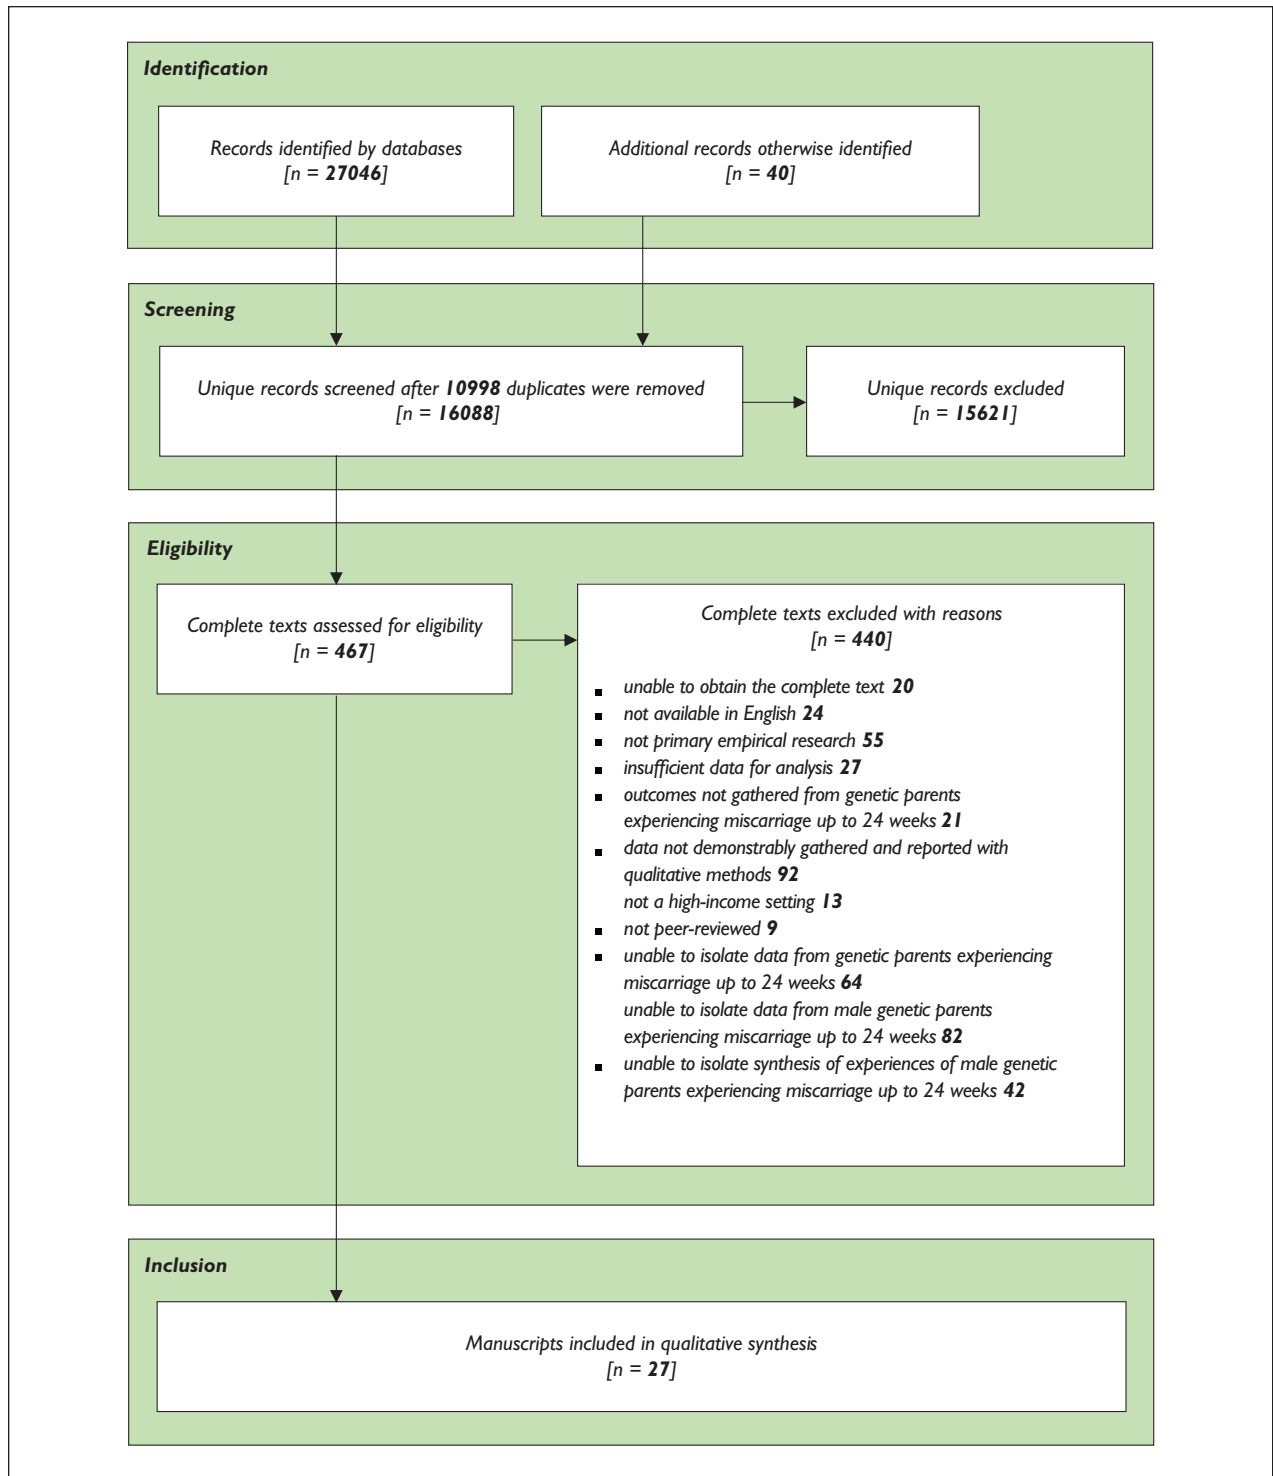 Identification
Records identified by databases
[n = 27046]
Additional records otherwise identified
[n = 40]
Screening
Unique records screened after 10998 duplicates were removed
[n = 16088]
Unique records excluded
[n = 15621]
Eligibility
Complete texts assessed for eligibility
[n = 467]
Complete texts excluded with reasons
[n = 440]
▪ unable to obtain the complete text 20
▪ not available in English 24
▪ not primary empirical research 55
▪ insufficient data for analysis 27
▪ outcomes not gathered from genetic parents
experiencing miscarriage up to 24 weeks 21
▪ data not demonstrably gathered and reported with
qualitative methods 92
not a high-income setting 13
▪ not peer-reviewed 9
▪ unable to isolate data from genetic parents experiencing
miscarriage up to 24 weeks 64
unable to isolate data from male genetic parents
experiencing miscarriage up to 24 weeks 82
▪ unable to isolate synthesis of experiences of male genetic
parents experiencing miscarriage up to 24 weeks 42
Inclusion
Manuscripts included in qualitative synthesis
[n = 27]